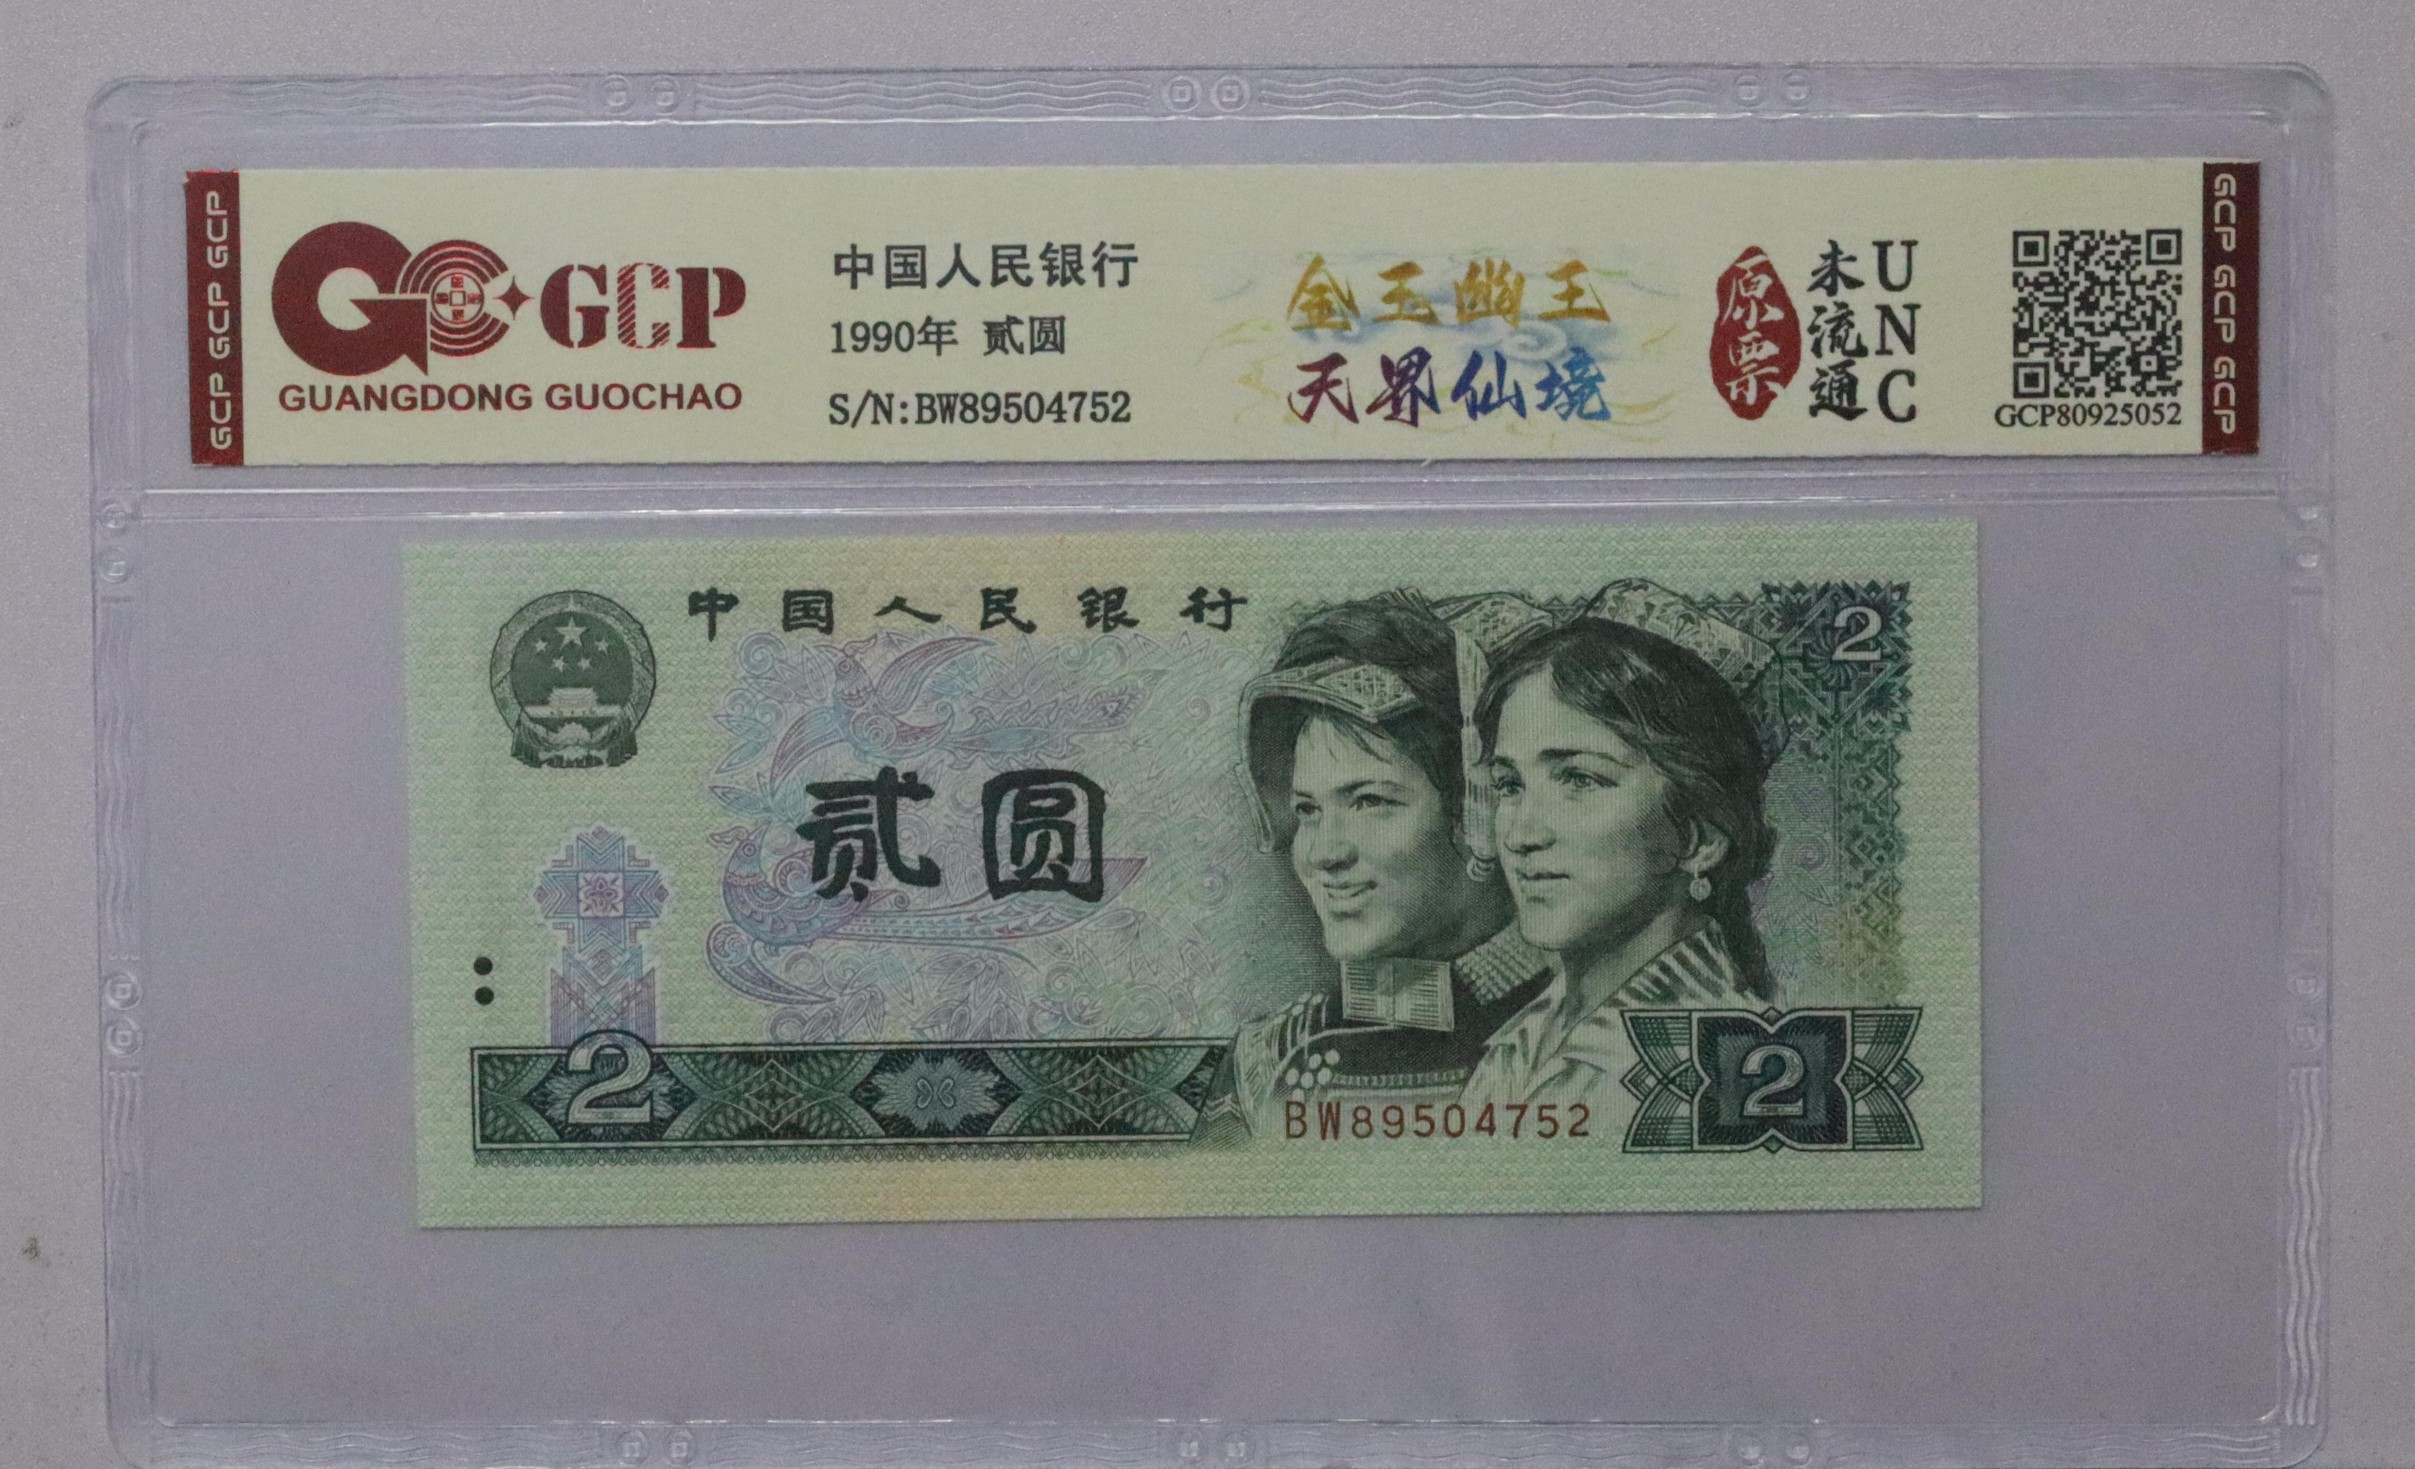 GCP GCP GCP GCP
GCP
GUANGDONG GUOCHAO
中国人民银行
1990年 贰圆
S/N:BW89504752
金玉幽王
天界仙境
原票
未流通
UNC
GCP80925052
GCP GCP GCP GCP
中国人民银行
2
贰圆
2
BW89504752
2